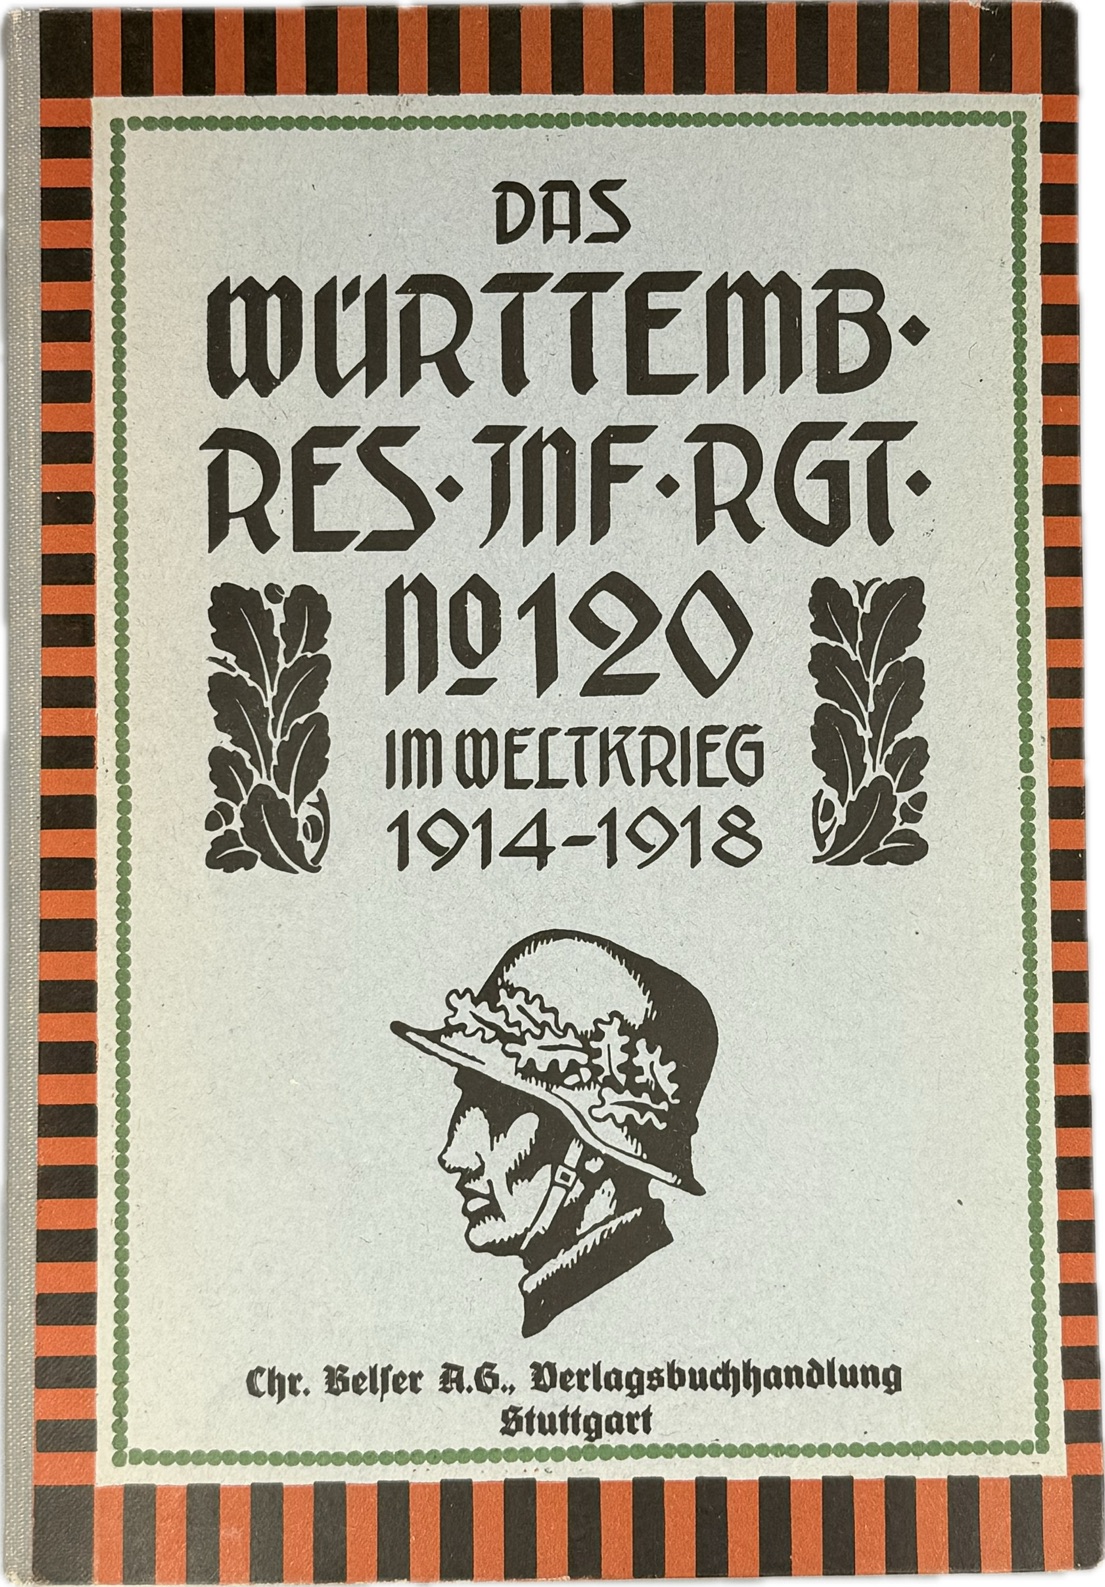 DAS
WÜRTTEMB·
RES·INF·RGT·
No 120
IM WELTKRIEG
1914-1918
Chr. Belser A.G., Verlagsbuchhandlung
Stuttgart